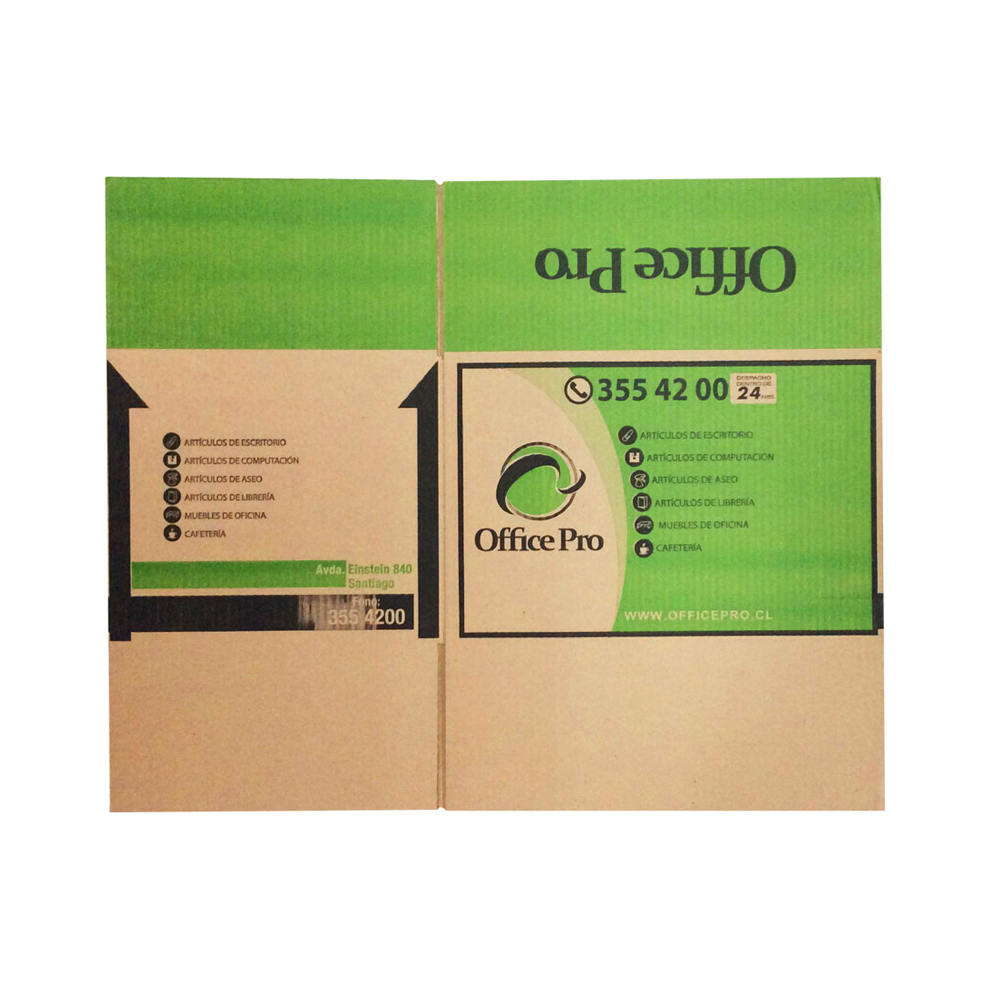 Office Pro
ARTÍCULOS DE ESCRITORIO
ARTÍCULOS DE COMPUTACIÓN
ARTÍCULOS DE ASEO
ARTÍCULOS DE LIBRERÍA
MUEBLES DE OFICINA
CAFETERÍA
Avda. Einstein 840
Santiago
Fono:
355 4200
355 42 00
DESPACHO
DENTRO DE
24 HRS
ARTÍCULOS DE ESCRITORIO
ARTÍCULOS DE COMPUTACIÓN
ARTÍCULOS DE ASEO
ARTÍCULOS DE LIBRERÍA
MUEBLES DE OFICINA
CAFETERÍA
Office Pro
WWW.OFFICEPRO.CL